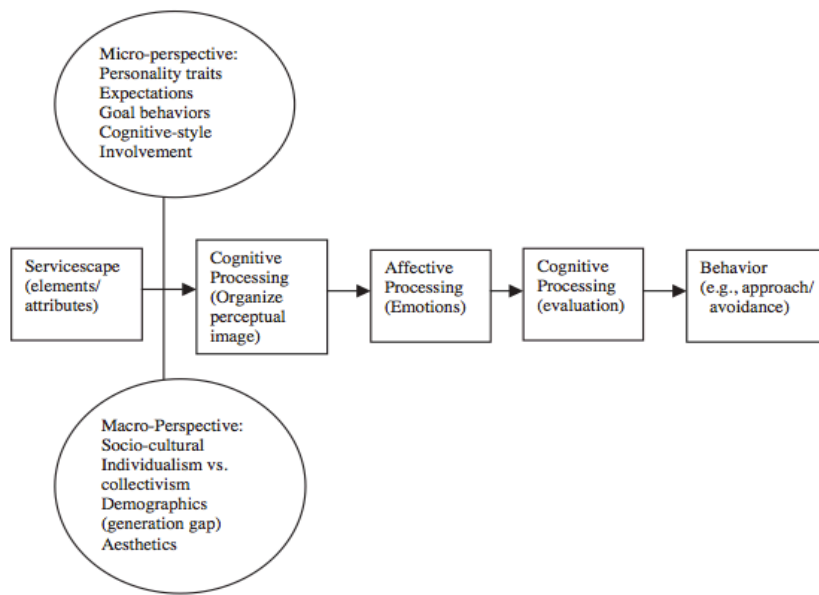 Micro-perspective:
Personality traits
Expectations
Goal behaviors
Cognitive-style
Involvement
Servicescape
(elements/
attributes)
Cognitive
Processing
(Organize
perceptual
image)
Affective
Processing
(Emotions)
Cognitive
Processing
(evaluation)
Behavior
(e.g., approach/
avoidance)
Macro-Perspective:
Socio-cultural
Individualism vs.
collectivism
Demographics
(generation gap)
Aesthetics